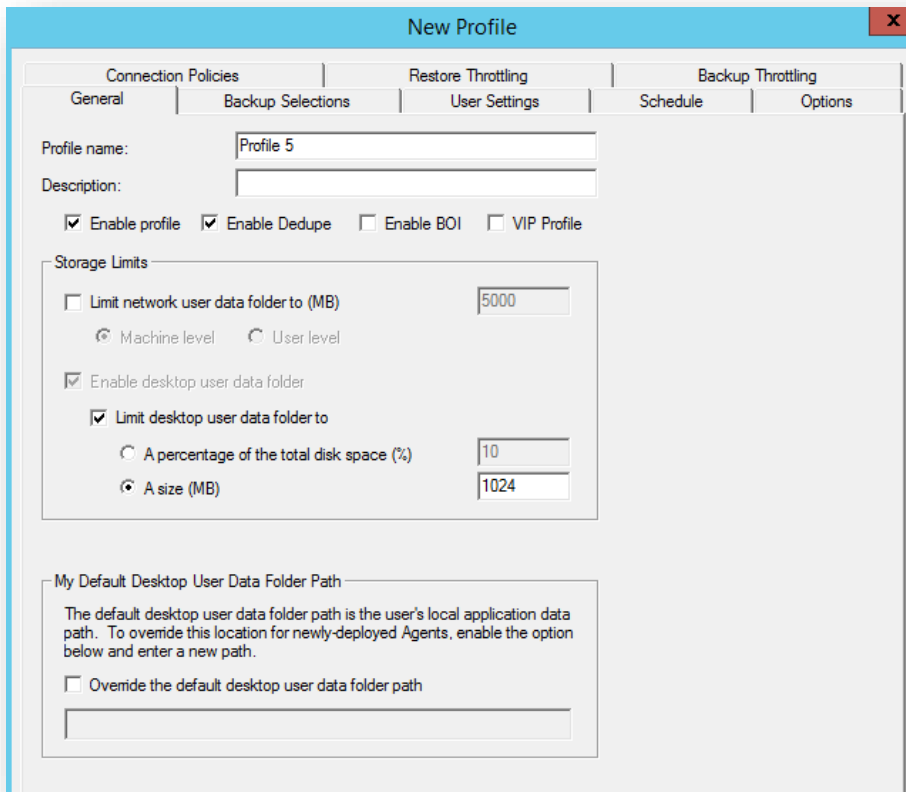 New Profile
x
Connection Policies Restore Throttling Backup Throttling
General Backup Selections User Settings Schedule Options
Profile name: Profile 5
Description:
Enable profile Enable Dedupe Enable BOI VIP Profile
Storage Limits
Limit network user data folder to (MB) 5000
Machine level User level
Enable desktop user data folder
Limit desktop user data folder to
A percentage of the total disk space (%) 10
A size (MB) 1024
My Default Desktop User Data Folder Path
The default desktop user data folder path is the user's local application data
path. To override this location for newly-deployed Agents, enable the option
below and enter a new path.
Override the default desktop user data folder path